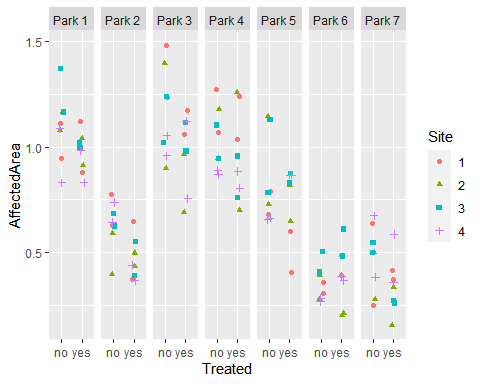 Park 1 Park 2 Park 3 Park 4 Park 5 Park 6 Park 7
1.5
1.0
0.5
AffectedArea
no yes no yes no yes no yes no yes no yes no yes
Treated
Site
1
2
3
4